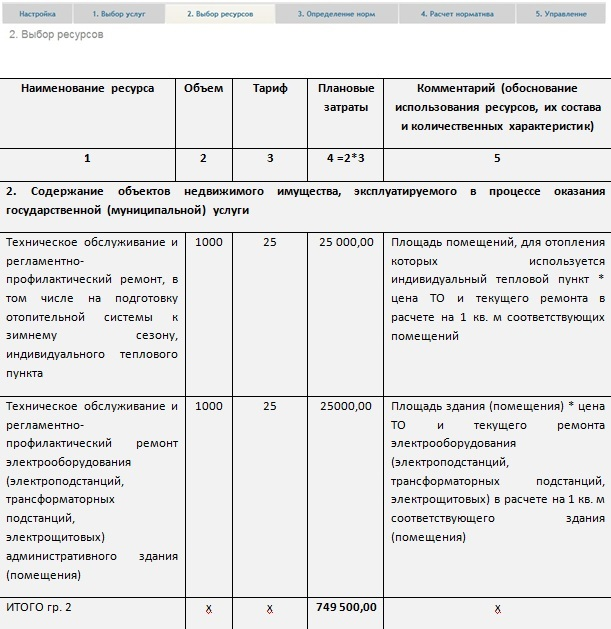 Настройка 1. Выбор услуг 2. Выбор ресурсов 3. Определение норм 4. Расчет норматива 5. Управление
2. Выбор ресурсов
Наименование ресурса
Объем
Тариф
Плановые
затраты
Комментарий (обоснование
использования ресурсов, их состава
и количественных характеристик)
1
2
3
4 =2*3
5
2. Содержание объектов недвижимого имущества, эксплуатируемого в процессе оказания
государственной (муниципальной) услуги
Техническое обслуживание и
регламентно-
профилактический ремонт, в
том числе на подготовку
отопительной системы к
зимнему сезону,
индивидуального теплового
пункта
1000
25
25 000,00
Площадь помещений, для отопления
которых используется
индивидуальный тепловой пункт *
цена ТО и текущего ремонта в
расчете на 1 кв. м соответствующих
помещений
Техническое обслуживание и
регламентно-
профилактический ремонт
электрооборудования
(электроподстанций,
трансформаторных
подстанций,
электрощитовых)
административного здания
(помещения)
1000
25
25000,00
Площадь здания (помещения) * цена
ТО и текущего ремонта
электрооборудования
(электроподстанций,
трансформаторных подстанций,
электрощитовых) в расчете на 1 кв. м
соответствующего здания
(помещения)
ИТОГО гр. 2
х
х
749 500,00
х